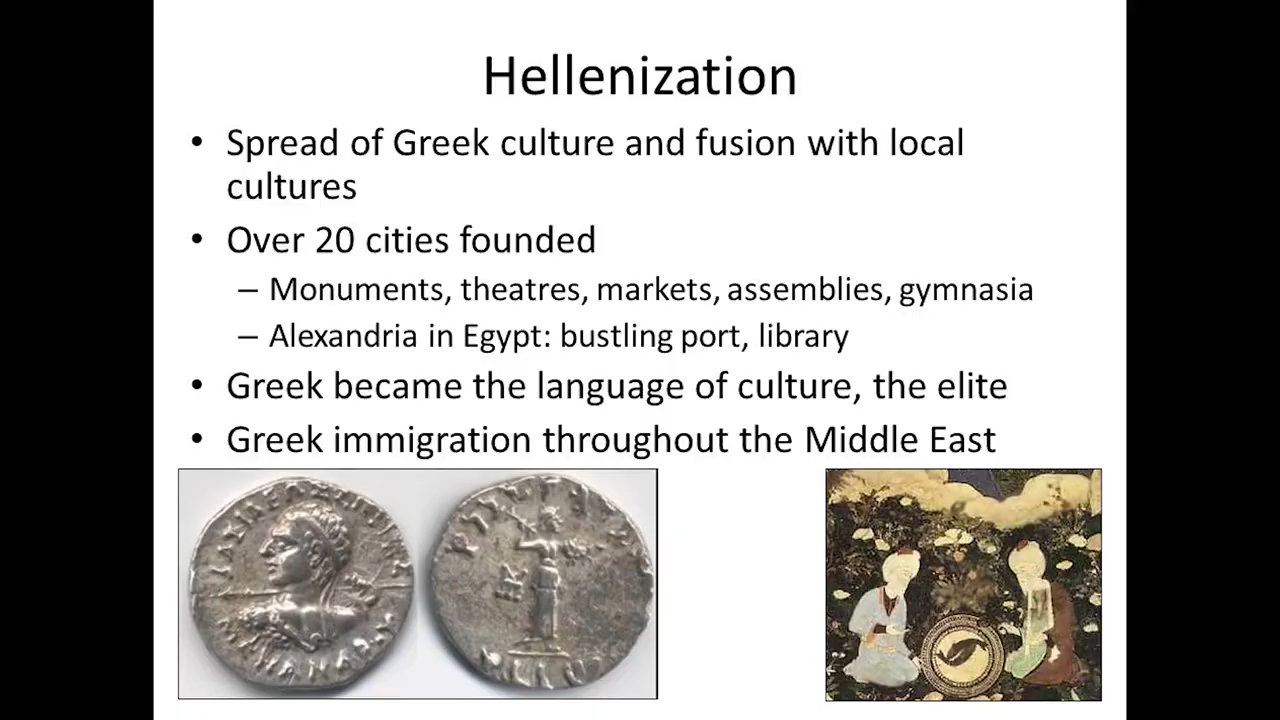 Hellenization
• Spread of Greek culture and fusion with local
cultures
• Over 20 cities founded
– Monuments, theatres, markets, assemblies, gymnasia
– Alexandria in Egypt: bustling port, library
• Greek became the language of culture, the elite
• Greek immigration throughout the Middle East